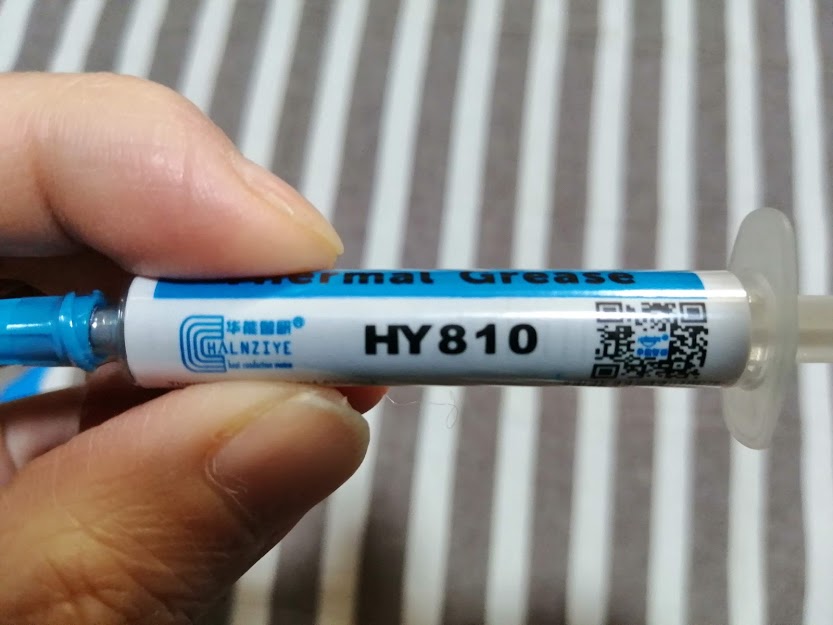 Thermal Grease
华能智研®
HALNZIYE
HY810